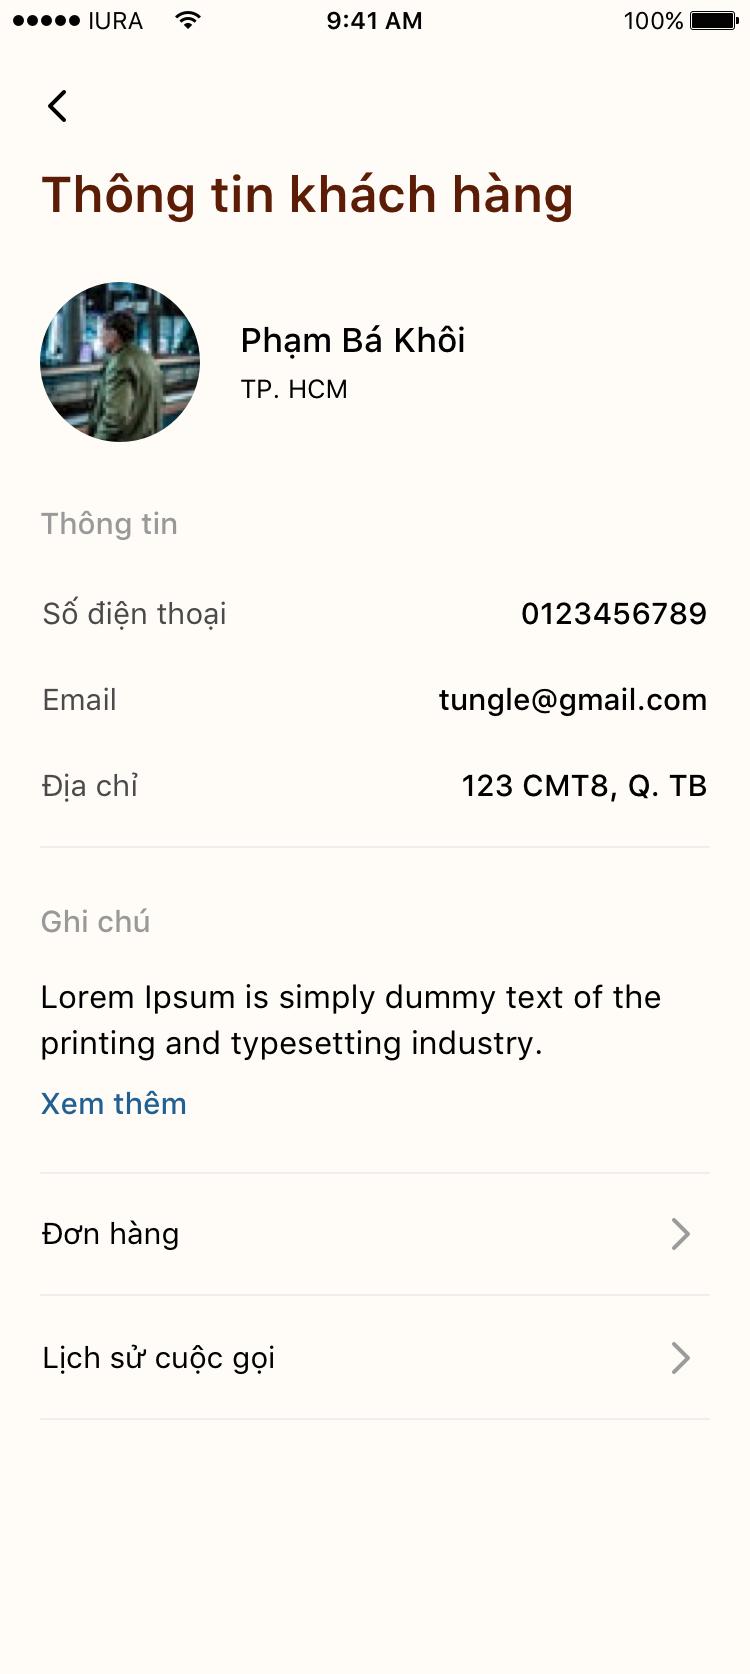 IURA 9:41 AM 100%
Thông tin khách hàng
Phạm Bá Khôi
TP. HCM
Thông tin
Số điện thoại 0123456789
Email tungle@gmail.com
Địa chỉ 123 CMT8, Q. TB
Ghi chú
Lorem Ipsum is simply dummy text of the
printing and typesetting industry.
Xem thêm
Đơn hàng
Lịch sử cuộc gọi